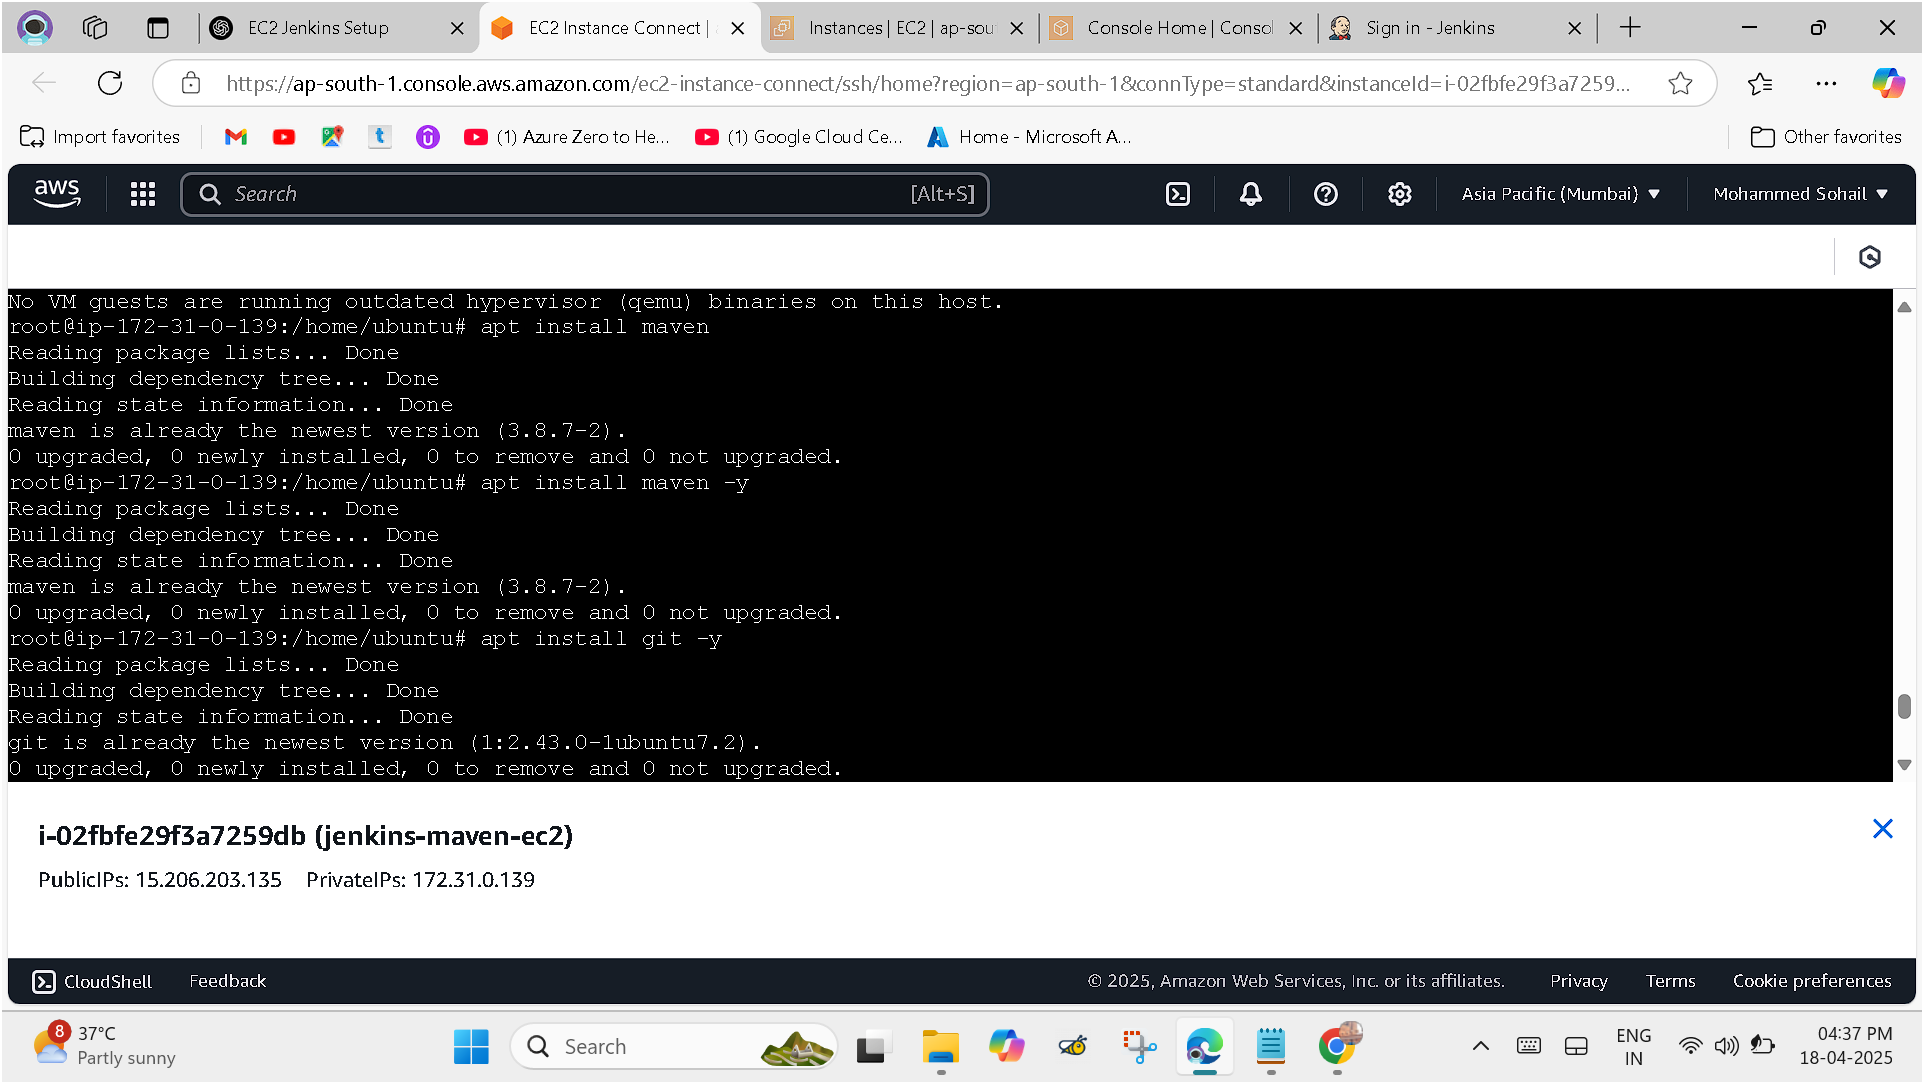 EC2 Jenkins Setup
EC2 Instance Connect |
Instances | EC2 | ap-sou
Console Home | Consol
Sign in - Jenkins
https://ap-south-1.console.aws.amazon.com/ec2-instance-connect/ssh/home?region=ap-south-1&connType=standard&instanceId=i-02fbfe29f3a7259...
Import favorites
(1) Azure Zero to He...
(1) Google Cloud Ce...
Home - Microsoft A...
Other favorites
aws
Search
[Alt+S]
Asia Pacific (Mumbai)
Mohammed Sohail
No VM guests are running outdated hypervisor (qemu) binaries on this host.
root@ip-172-31-0-139:/home/ubuntu# apt install maven
Reading package lists... Done
Building dependency tree... Done
Reading state information... Done
maven is already the newest version (3.8.7-2).
0 upgraded, 0 newly installed, 0 to remove and 0 not upgraded.
root@ip-172-31-0-139:/home/ubuntu# apt install maven -y
Reading package lists... Done
Building dependency tree... Done
Reading state information... Done
maven is already the newest version (3.8.7-2).
0 upgraded, 0 newly installed, 0 to remove and 0 not upgraded.
root@ip-172-31-0-139:/home/ubuntu# apt install git -y
Reading package lists... Done
Building dependency tree... Done
Reading state information... Done
git is already the newest version (1:2.43.0-1ubuntu7.2).
0 upgraded, 0 newly installed, 0 to remove and 0 not upgraded.
i-02fbfe29f3a7259db (jenkins-maven-ec2)
PublicIPs: 15.206.203.135 PrivateIPs: 172.31.0.139
CloudShell
Feedback
© 2025, Amazon Web Services, Inc. or its affiliates.
Privacy
Terms
Cookie preferences
8
37°C
Partly sunny
Search
ENG
IN
04:37 PM
18-04-2025